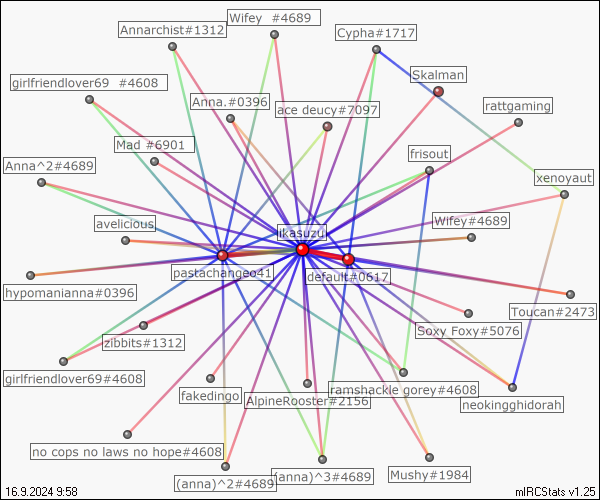 Wifey  #4689
Annarchist#1312
Cypha#1717
Skalman
girlfriendlover69  #4608
Anna.#0396
ace deucy#7097
rattgaming
Mad #6901
frisout
Anna^2#4689
xenoyaut
avelicious
ikasuzu
Wifey#4689
pastachangeo41
default#0617
hypomanianna#0396
Toucan#2473
Soxy Foxy#5076
zibbits#1312
girlfriendlover69#4608
fakedingo
AlpineRooster#2156
ramshackie gorey#4608
neokingghidorah
no cops no laws no hope#4608
(anna)^2#4689
(anna)^3#4689
Mushy#1984
16.9.2024 9:58
mIRCStats v1.25